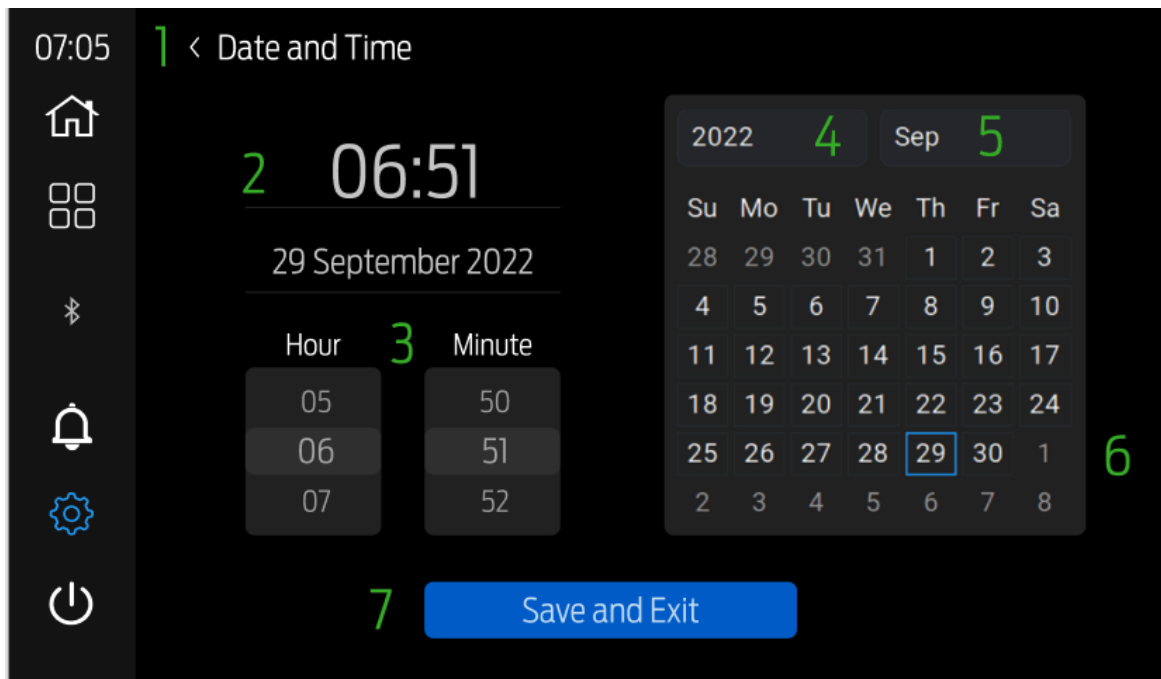 07:05
1 < Date and Time
2 06:51
29 September 2022
Hour 3 Minute
05 50
06 51
07 52
2022 4 Sep 5
Su Mo Tu We Th Fr Sa
28 29 30 31 1 2 3
4 5 6 7 8 9 10
11 12 13 14 15 16 17
18 19 20 21 22 23 24
25 26 27 28 29 30 1 6
2 3 4 5 6 7 8
7 Save and Exit